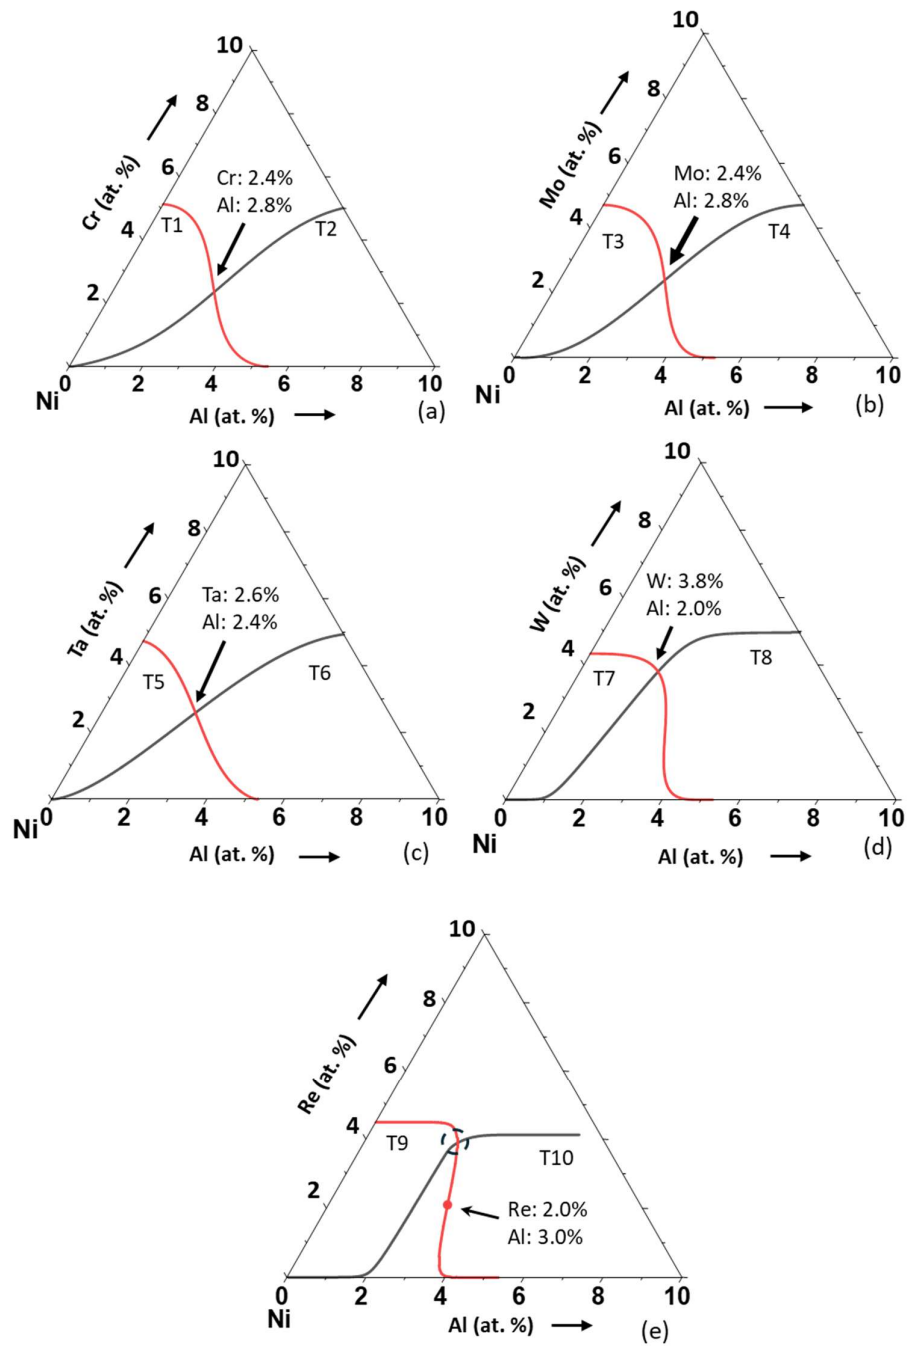 10
8
6
4
2
Cr (at. %)
Cr: 2.4%
Al: 2.8%
T1
T2
0
2
4
6
8
10
Ni
Al (at. %)
(a)
10
8
6
4
2
Mo (at. %)
Mo: 2.4%
Al: 2.8%
T3
T4
0
2
4
6
8
10
Ni
Al (at. %)
(b)
10
8
6
4
2
Ta (at. %)
Ta: 2.6%
Al: 2.4%
T5
T6
0
2
4
6
8
10
Ni
Al (at. %)
(c)
10
8
6
4
2
W (at. %)
W: 3.8%
Al: 2.0%
T7
T8
0
2
4
6
8
10
Ni
Al (at. %)
(d)
10
8
6
4
2
Re (at. %)
T9
T10
Re: 2.0%
Al: 3.0%
0
2
4
6
8
10
Ni
Al (at. %)
(e)